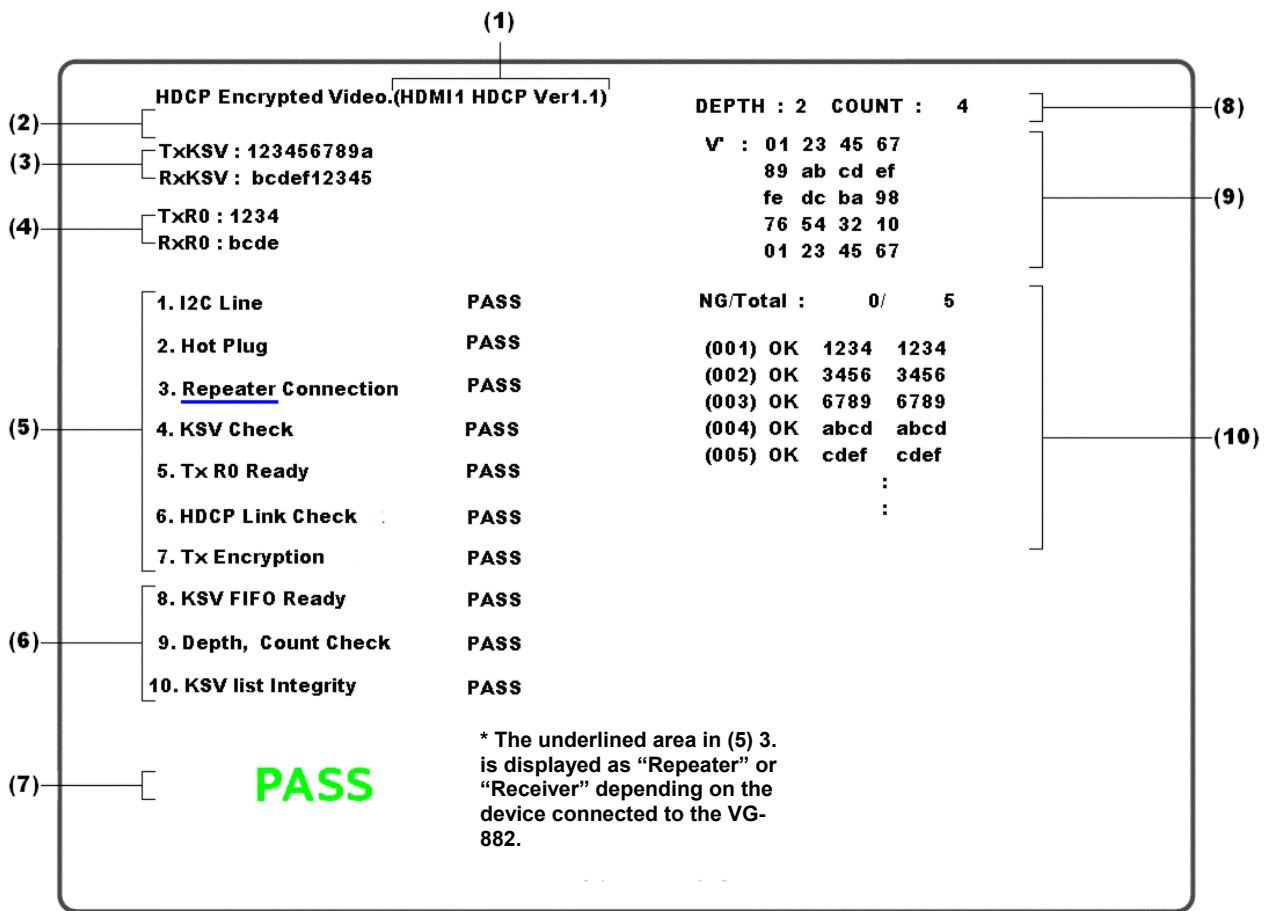 (1)
HDCP Encrypted Video.(HDMI1 HDCP Ver1.1)
(2)
(3)
TxKSV : 123456789a
RxKSV : bcdef12345
(4)
TxR0 : 1234
RxR0 : bcde
(5)
1. I2C Line PASS
2. Hot Plug PASS
3. Repeater Connection PASS
4. KSV Check PASS
5. Tx R0 Ready PASS
6. HDCP Link Check PASS
7. Tx Encryption PASS
(6)
8. KSV FIFO Ready PASS
9. Depth, Count Check PASS
10. KSV list Integrity PASS
(7)
PASS
* The underlined area in (5) 3.
is displayed as “Repeater” or
“Receiver” depending on the
device connected to the VG-
882.
DEPTH : 2 COUNT : 4
(8)
V' : 01 23 45 67
89 ab cd ef
fe dc ba 98
76 54 32 10
01 23 45 67
(9)
NG/Total : 0/ 5
(001) OK 1234 1234
(002) OK 3456 3456
(003) OK 6789 6789
(004) OK abcd abcd
(005) OK cdef cdef
:
:
(10)